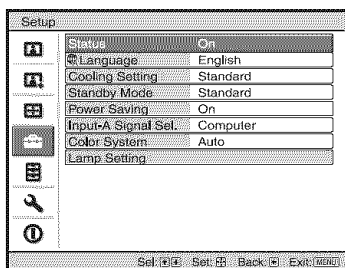 Setup
Status On
Language English
Cooling Setting Standard
Standby Mode Standard
Power Saving On
Input-A Signal Sel. Computer
Color System Auto
Lamp Setting
Sel: Set: Back: Exit: MENU